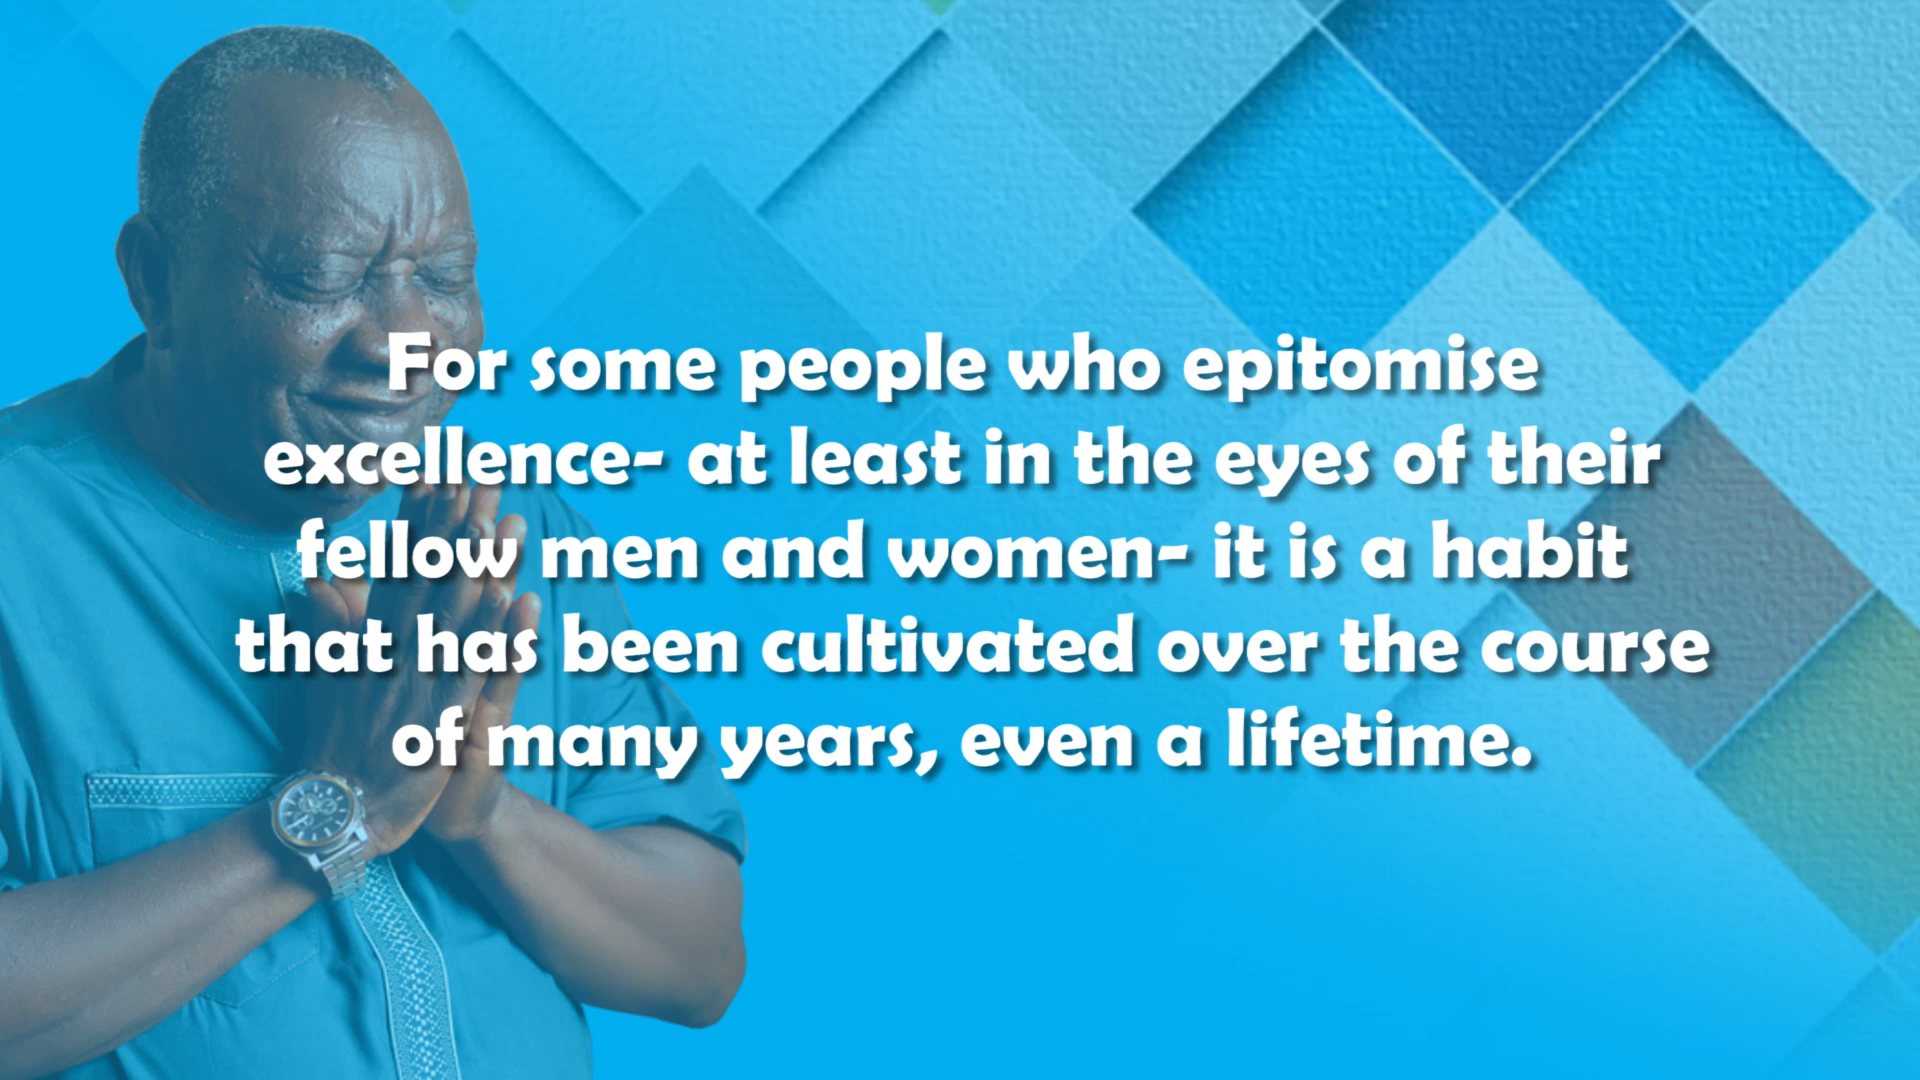 For some people who epitomise
excellence- at least in the eyes of their
fellow men and women- it is a habit
that has been cultivated over the course
of many years, even a lifetime.